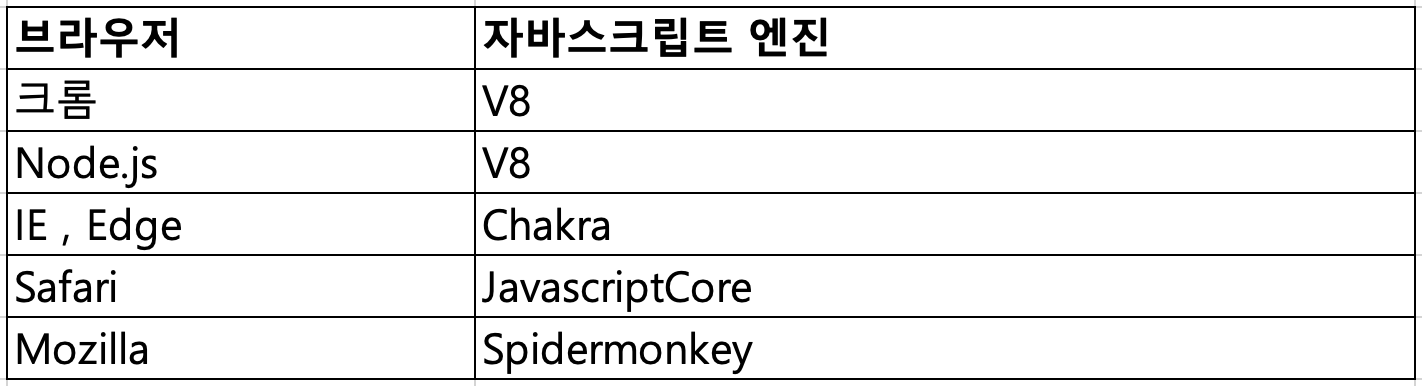 브라우저 자바스크립트 엔진
크롬 V8
Node.js V8
IE , Edge Chakra
Safari JavascriptCore
Mozilla Spidermonkey